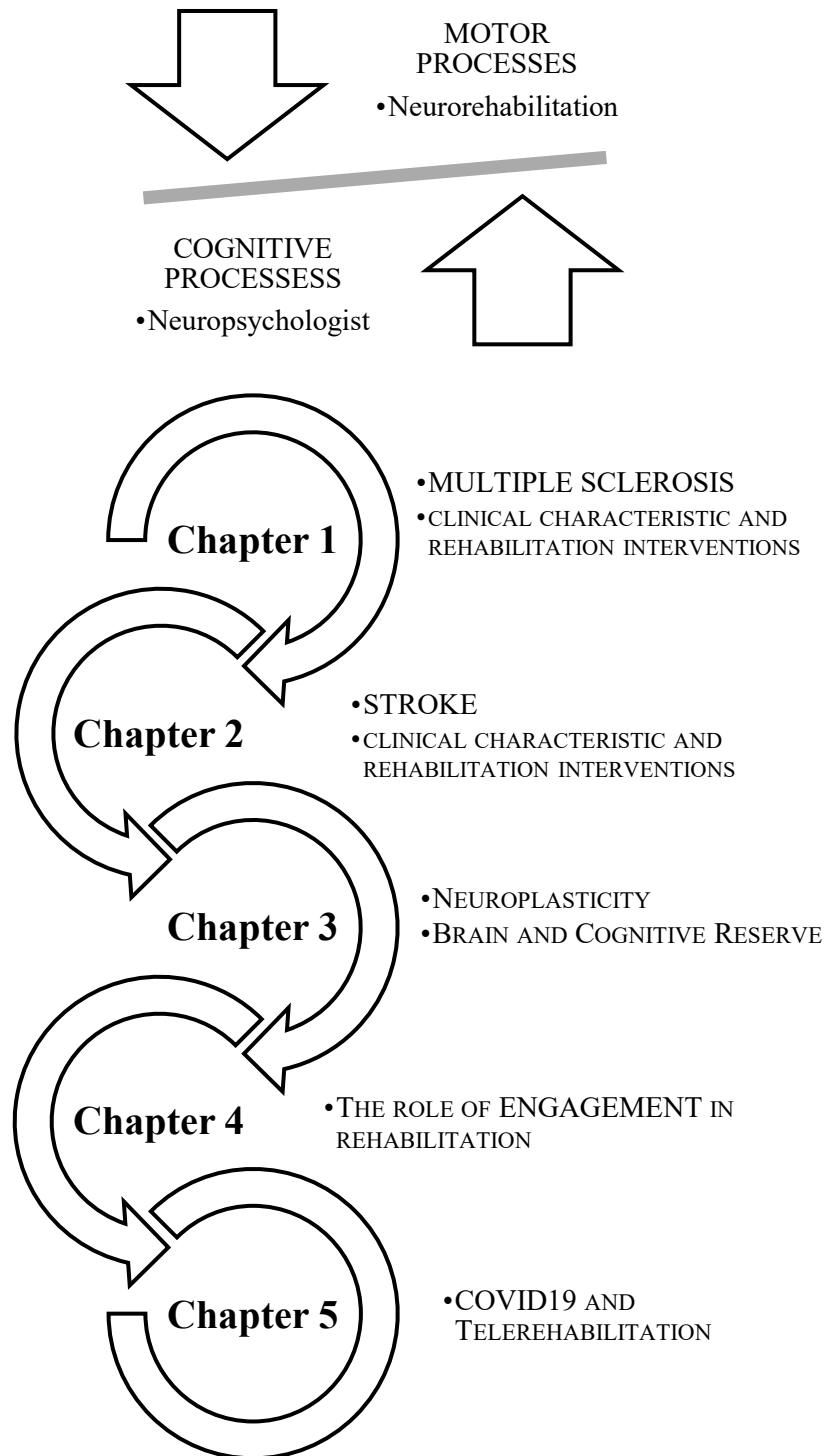 MOTOR
PROCESSES
•Neurorehabilitation
COGNITIVE
PROCESSESS
•Neuropsychologist
Chapter 1
•MULTIPLE SCLEROSIS
•CLINICAL CHARACTERISTIC AND
REHABILITATION INTERVENTIONS
Chapter 2
•STROKE
•CLINICAL CHARACTERISTIC AND
REHABILITATION INTERVENTIONS
Chapter 3
•NEUROPLASTICITY
•BRAIN AND COGNITIVE RESERVE
Chapter 4
•THE ROLE OF ENGAGEMENT IN
REHABILITATION
Chapter 5
•COVID19 AND
TELEREHABILITATION